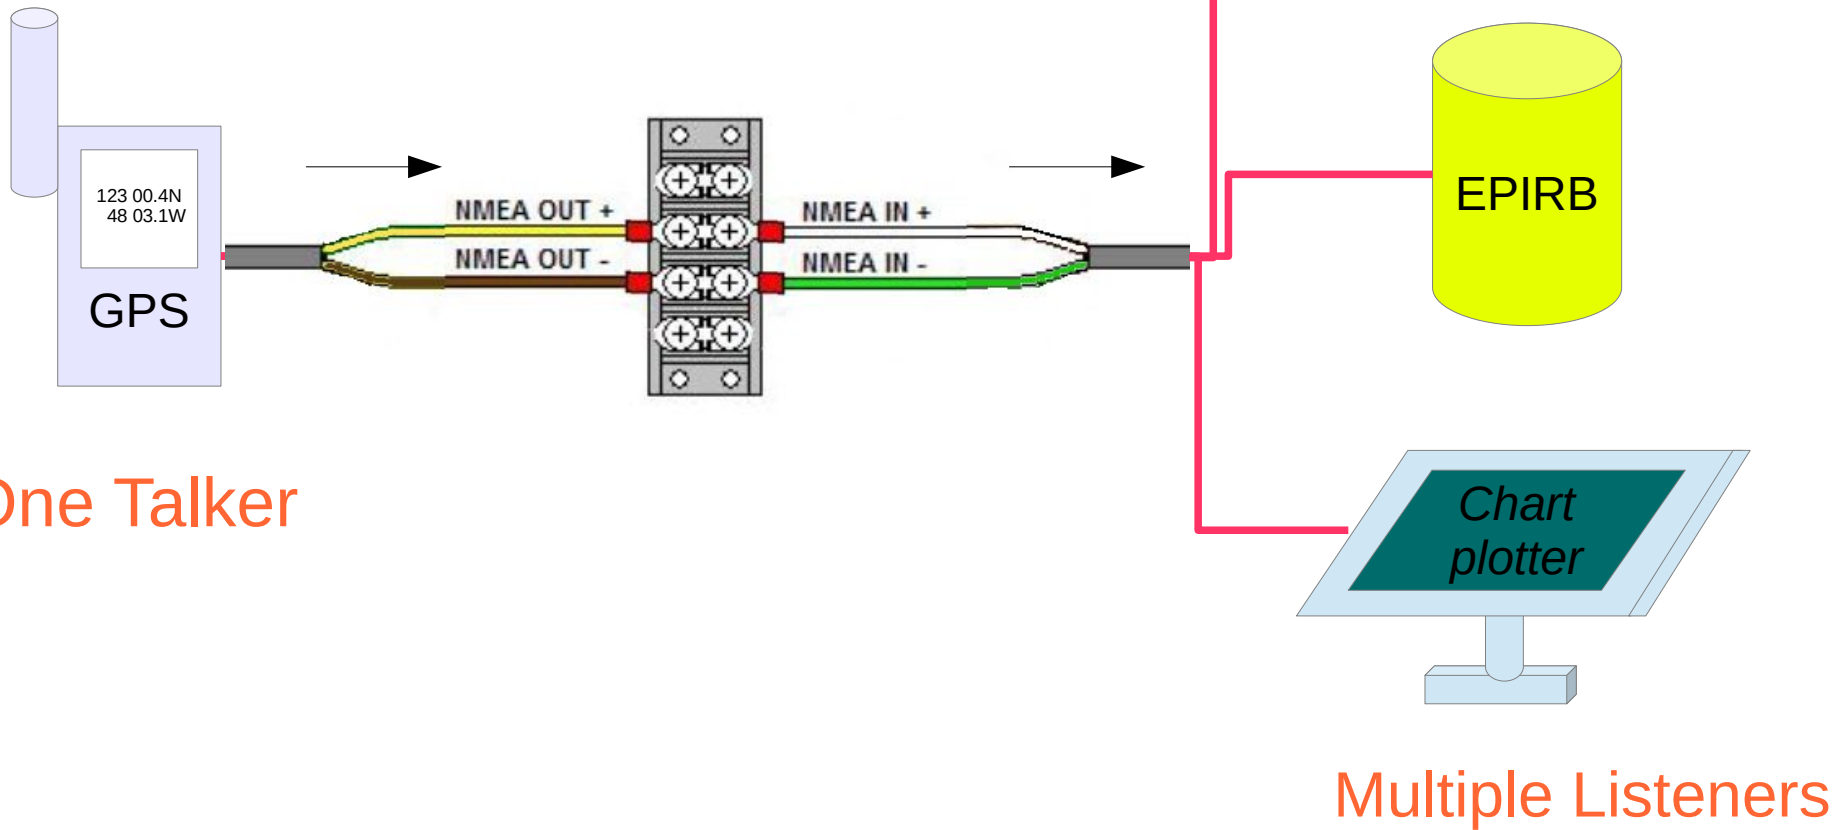 123 00.4N
48 03.1W
GPS
NMEA OUT +
NMEA OUT -
NMEA IN +
NMEA IN -
EPIRB
One Talker
Chart
plotter
Multiple Listeners